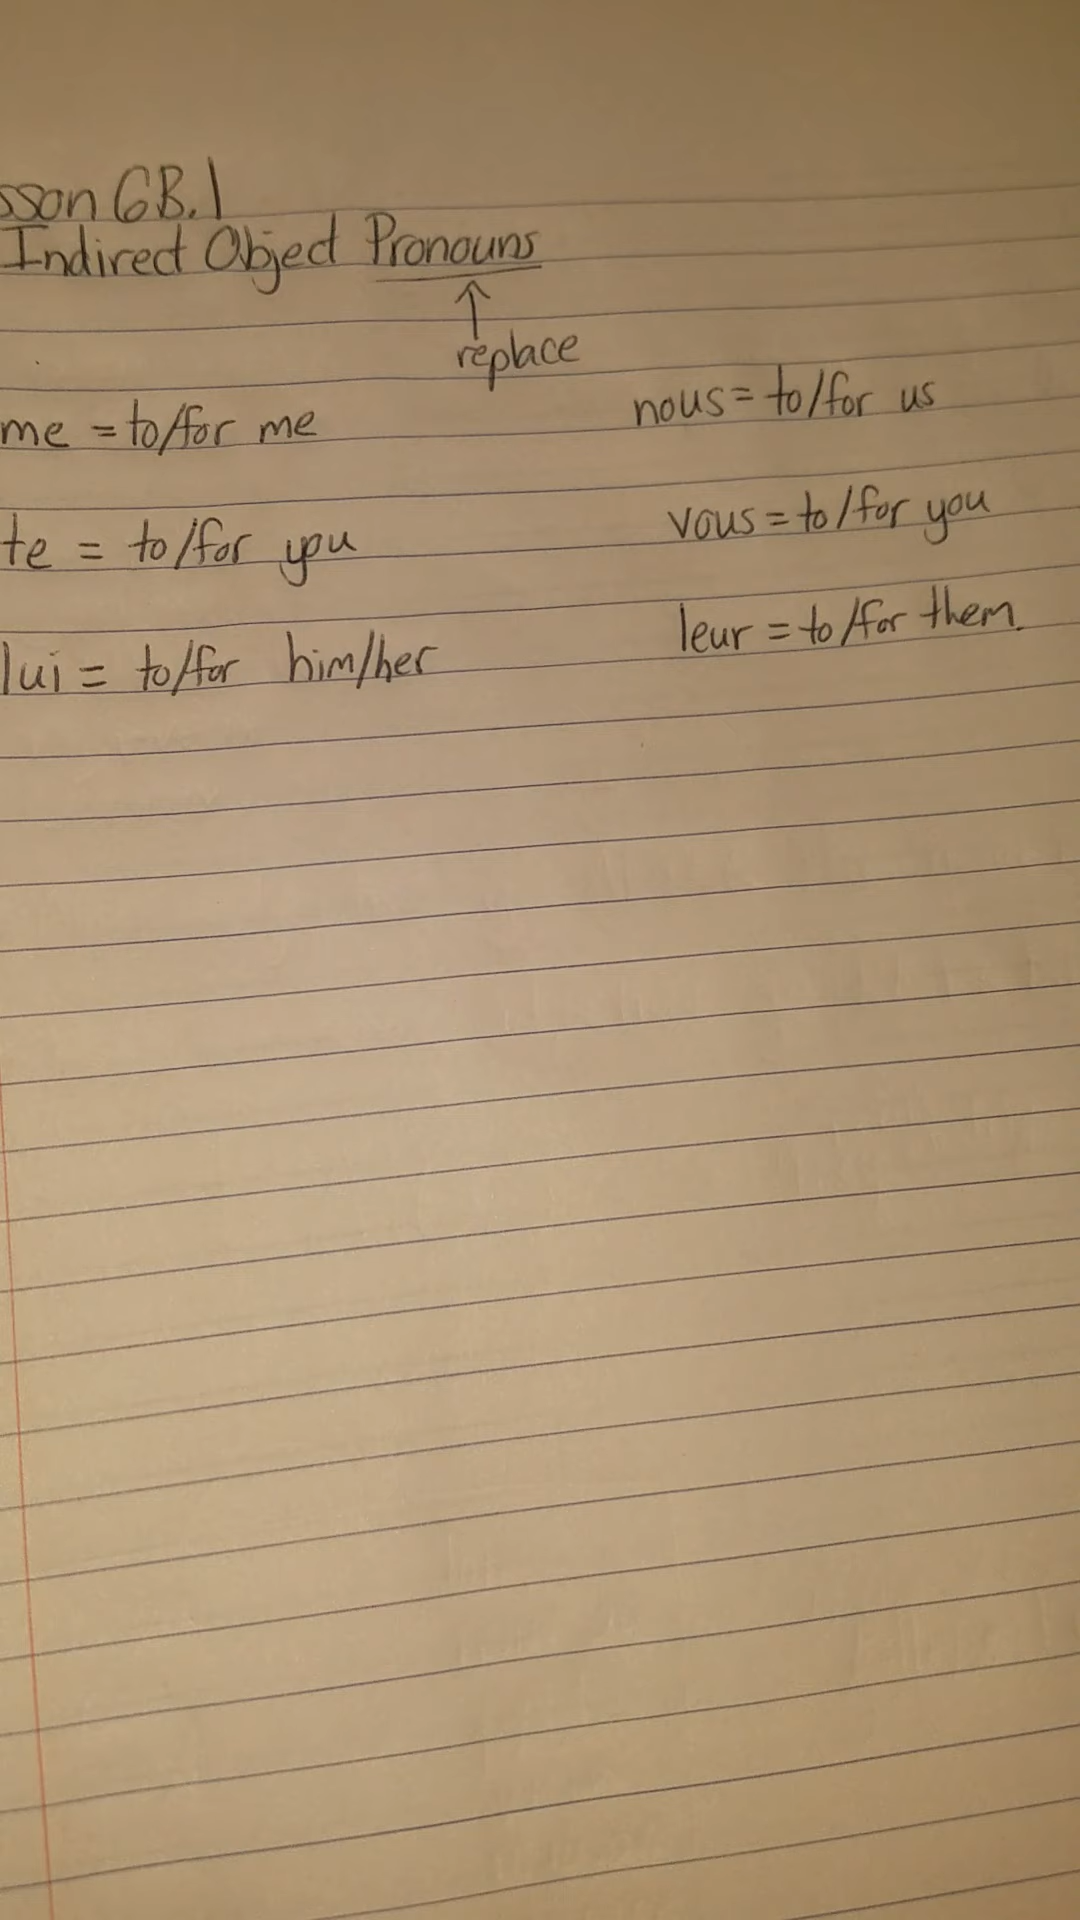 sson 6B.1
Indirect Object Pronouns
↑
replace
me = to/for me nous = to/for us
te = to/for you vous = to/for you
lui = to/for him/her leur = to/for them.